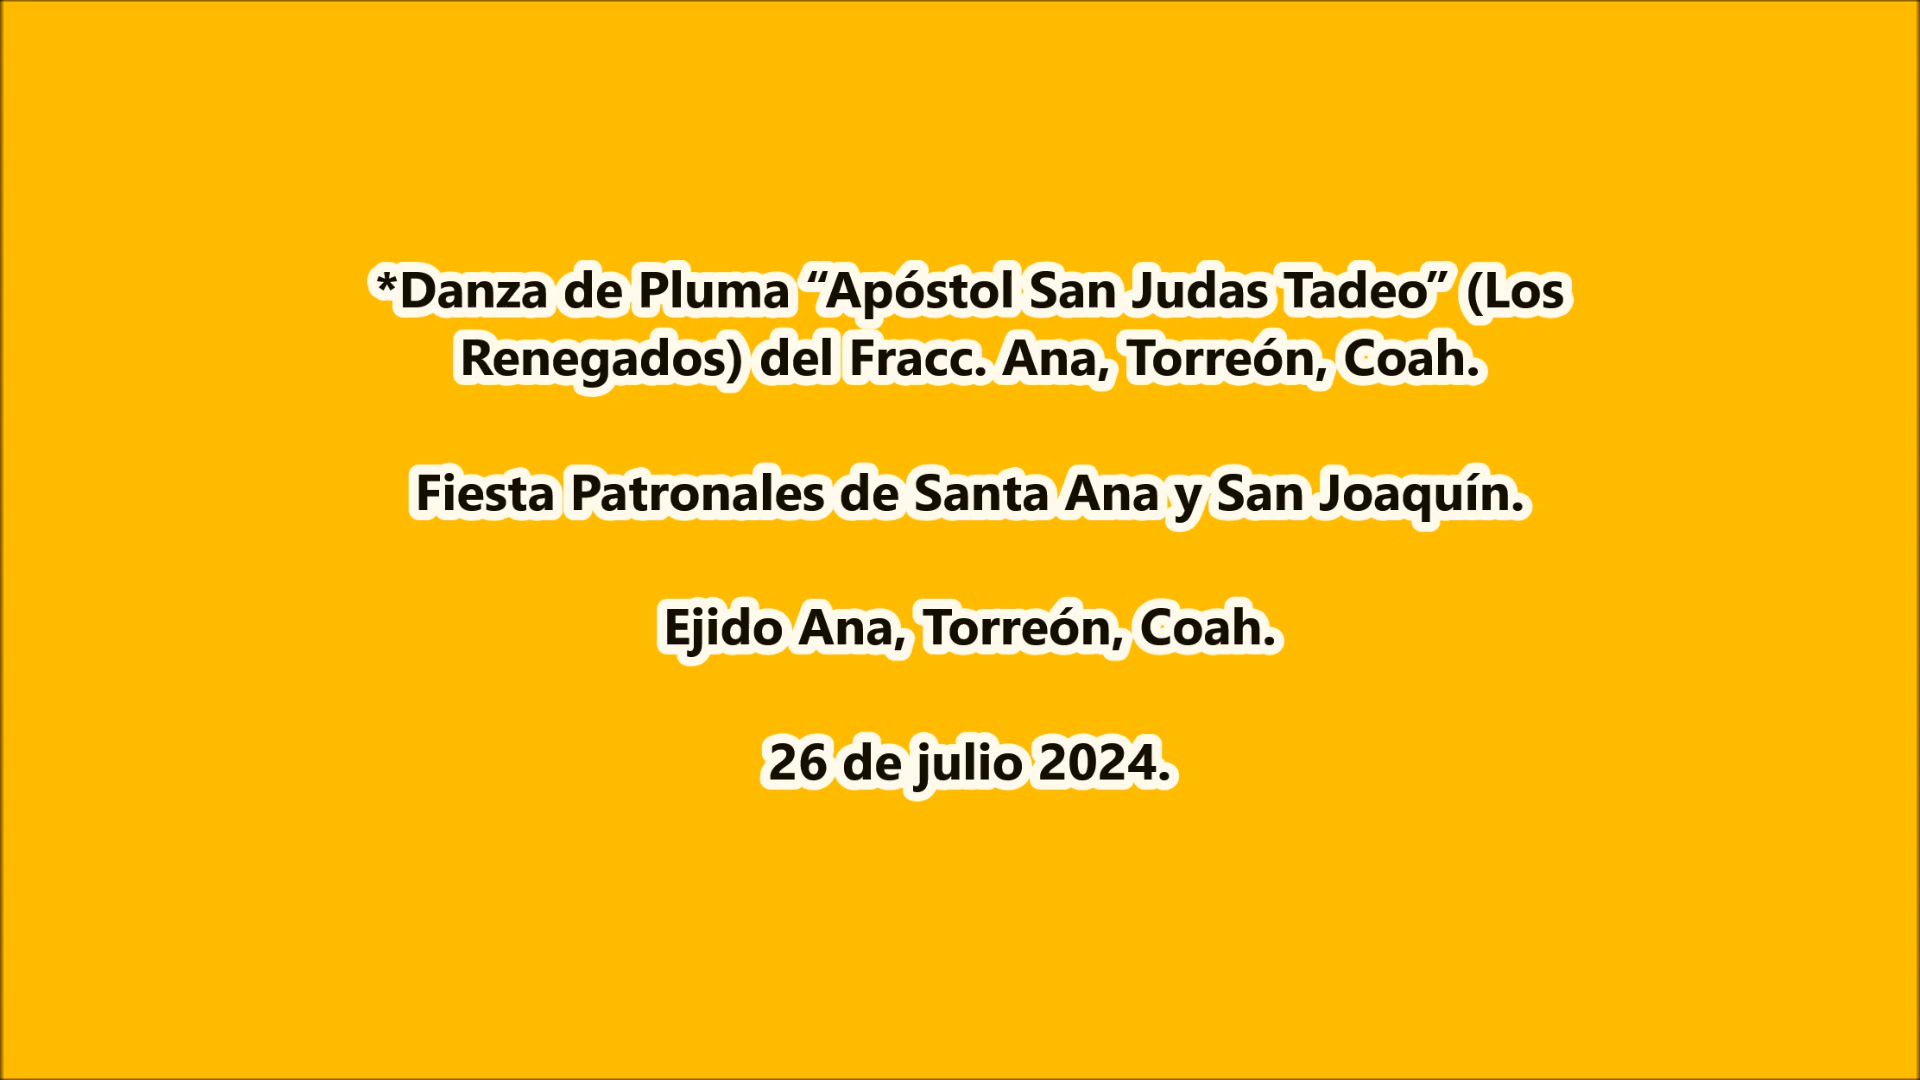 *Danza de Pluma “Apóstol San Judas Tadeo” (Los
Renegados) del Fracc. Ana, Torreón, Coah.
Fiesta Patronales de Santa Ana y San Joaquín.
Ejido Ana, Torreón, Coah.
26 de julio 2024.